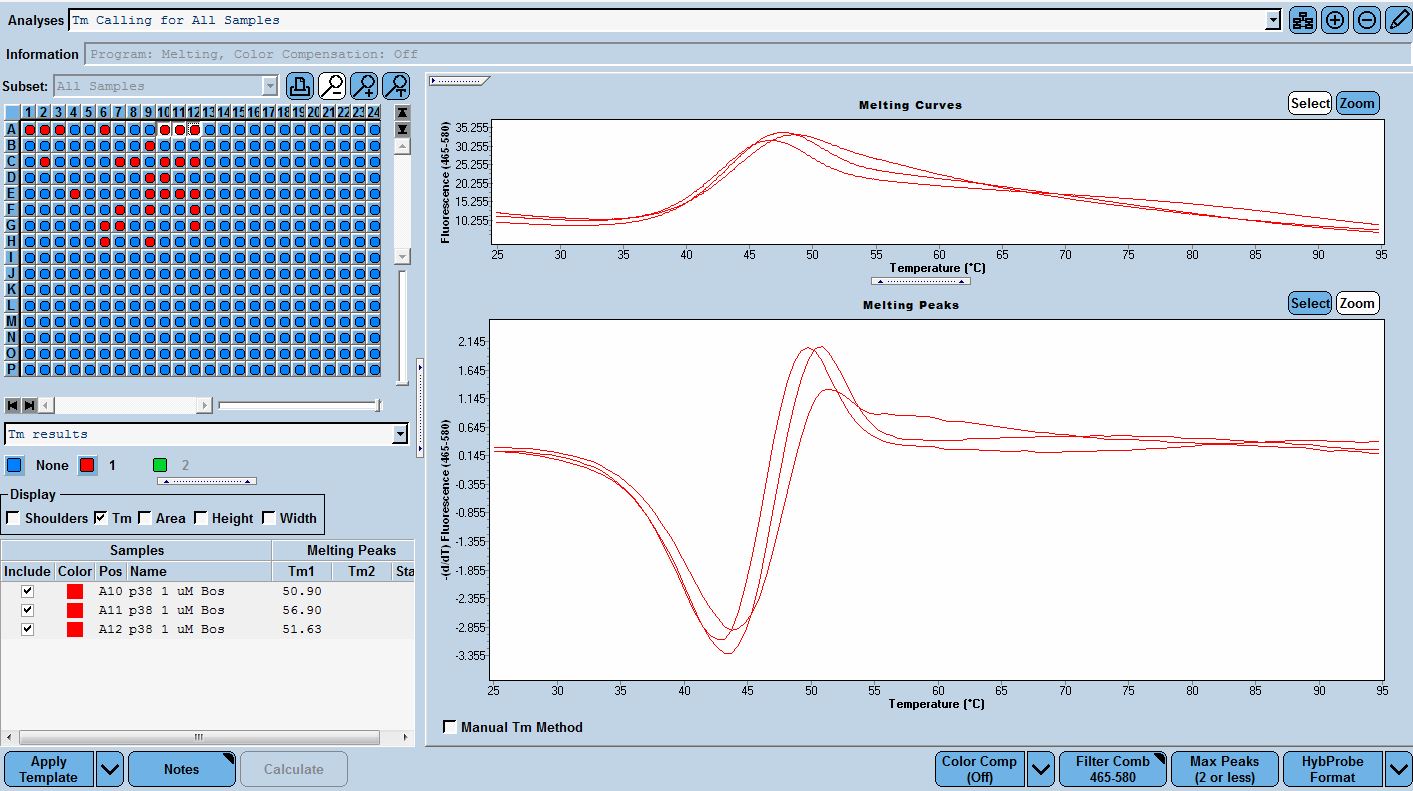 Analyses Tm Calling for All Samples
Information Program: Melting, Color Compensation: Off
Subset: All Samples
1 2 3 4 5 6 7 8 9 10 11 12 13 14 15 16 17 18 19 20 21 22 23 24
A
B
C
D
E
F
G
H
I
J
K
L
M
N
O
P
Tm results
None 1 2
Display
Shoulders Tm Area Height Width
Samples Melting Peaks
Include Color Pos Name Tm1 Tm2 Sta
A10 p38 1 uM Bos 50.90
A11 p38 1 uM Bos 56.90
A12 p38 1 uM Bos 51.63
Apply Template
Notes
Calculate
Melting Curves
Select Zoom
Fluorescence (465-580)
35.255
30.255
25.255
20.255
15.255
10.255
25 30 35 40 45 50 55 60 65 70 75 80 85 90 95
Temperature (°C)
Melting Peaks
Select Zoom
-(d/dT) Fluorescence (465-580)
2.145
1.645
1.145
0.645
0.145
-0.355
-0.855
-1.355
-1.855
-2.355
-2.855
-3.355
25 30 35 40 45 50 55 60 65 70 75 80 85 90 95
Temperature (°C)
Manual Tm Method
Color Comp
(Off)
Filter Comb
465-580
Max Peaks
(2 or less)
HybProbe
Format